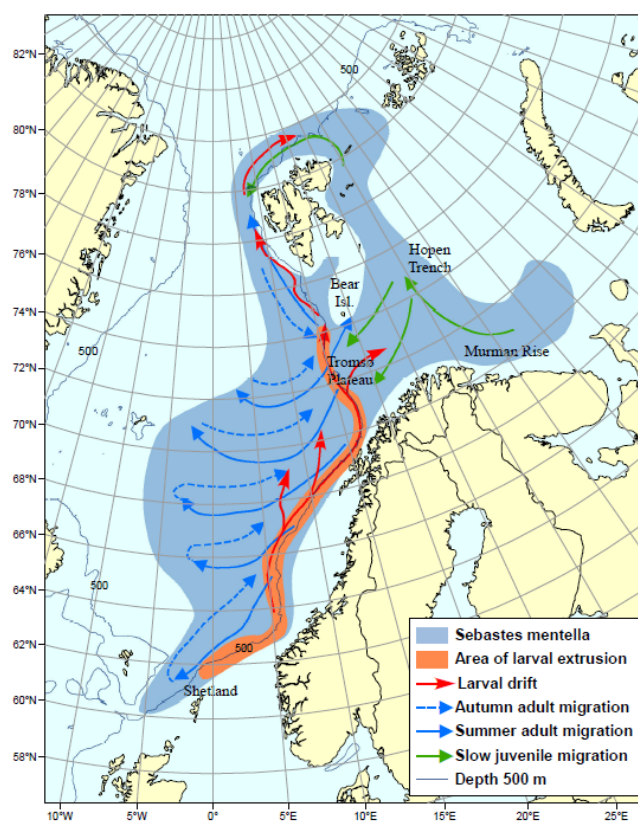 82°N
80°N
78°N
76°N
74°N
72°N
70°N
68°N
66°N
64°N
62°N
60°N
58°N
500
500
500
500
Hopen
Trench
Bear
Isl.
Murman Rise
Tromsø
Plateau
Shetland
Sebastes mentella
Area of larval extrusion
Larval drift
Autumn adult migration
Summer adult migration
Slow juvenile migration
Depth 500 m
10°W
5°W
0°
5°E
10°E
15°E
20°E
25°E